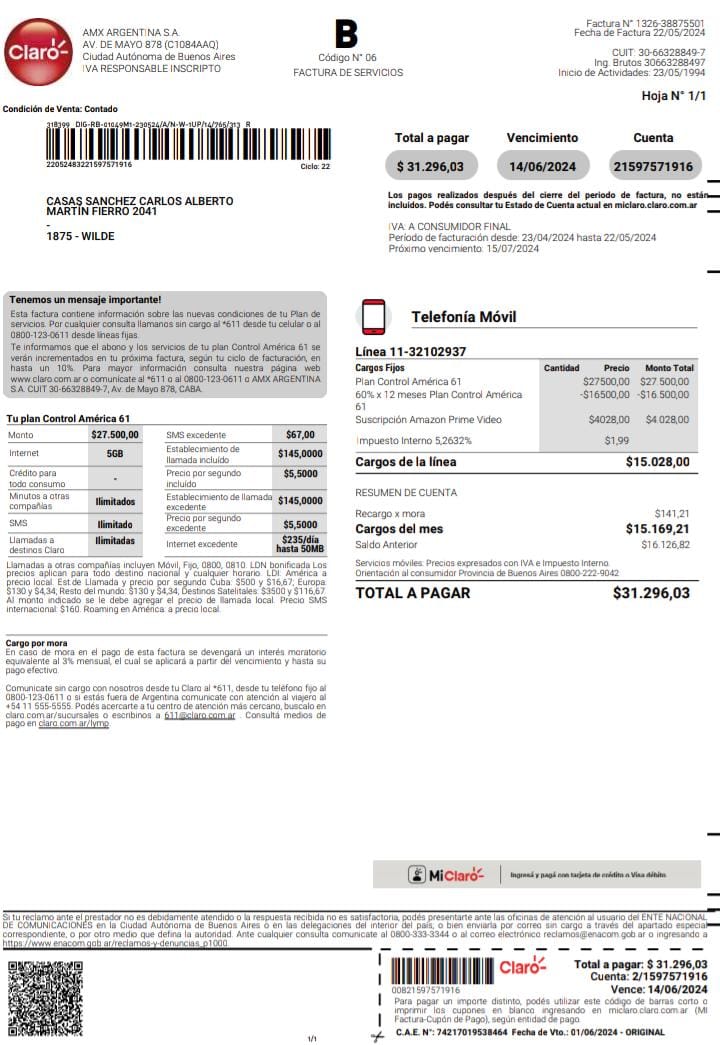 Claro
AMX ARGENTINA S.A.
AV. DE MAYO 878 (C1084AAQ)
Ciudad Autónoma de Buenos Aires
IVA RESPONSABLE INSCRIPTO
B
Código N° 06
FACTURA DE SERVICIOS
Factura N° 1326-38875501
Fecha de Factura 22/05/2024
CUIT: 30-66328849-7
Ing. Brutos 30663288497
Inicio de Actividades: 23/05/1994
Hoja N° 1/1
Condición de Venta: Contado
318399 DIG-RB-01049M1-230524/A/N-W-1UP/14/765/313 R
22052483221597571916
Ciclo: 22
CASAS SANCHEZ CARLOS ALBERTO
MARTÍN FIERRO 2041
-
1875 - WILDE
Total a pagar Vencimiento Cuenta
$ 31.296,03 14/06/2024 21597571916
Los pagos realizados después del cierre del periodo de factura, no están
incluidos. Podés consultar tu Estado de Cuenta actual en miclaro.claro.com.ar
IVA: A CONSUMIDOR FINAL
Período de facturación desde: 23/04/2024 hasta 22/05/2024
Próximo vencimiento: 15/07/2024
Tenemos un mensaje importante!
Esta factura contiene información sobre las nuevas condiciones de tu Plan de
servicios. Por cualquier consulta llamanos sin cargo al *611 desde tu celular o al
0800-123-0611 desde líneas fijas.
Te informamos que el abono y los servicios de tu plan Control América 61 se
verán incrementados en tu próxima factura, según tu ciclo de facturación, en
hasta un 10%. Para mayor información consulta nuestra página web
www.claro.com.ar o comunícate al *611 o al 0800-123-0611 o AMX ARGENTINA
S.A. CUIT 30-66328849-7, Av. de Mayo 878, CABA.
Tu plan Control América 61
Monto $27.500,00 SMS excedente $67,00
Internet 5GB Establecimiento de llamada incluído $145,0000
Crédito para todo consumo - Precio por segundo incluído $5,5000
Minutos a otras compañías Ilimitados Establecimiento de llamada excedente $145,0000
SMS Ilimitado Precio por segundo excedente $5,5000
Llamadas a destinos Claro Ilimitadas Internet excedente $235/día hasta 50MB
Llamadas a otras compañías incluyen Móvil, Fijo, 0800, 0810. LDN bonificada Los
precios aplican para todo destino nacional y cualquier horario. LDI: América a
precio local. Est.de Llamada y precio por segundo Cuba: $500 y $16,67; Europa:
$130 y $4,34; Resto del mundo: $130 y $4,34; Destinos Satelitales: $3500 y $116,67.
Al monto indicado se le debe agregar el precio de llamada local. Precio SMS
internacional: $160. Roaming en América: a precio local.
Cargo por mora
En caso de mora en el pago de esta factura se devengará un interés moratorio
equivalente al 3% mensual, el cual se aplicará a partir del vencimiento y hasta su
pago efectivo.
Comunicate sin cargo con nosotros desde tu Claro al *611, desde tu teléfono fijo al
0800-123-0611 o si estás fuera de Argentina comunicate con atención al viajero al
+54 11 555-5555. Podés acercarte a tu centro de atención más cercano, buscalo en
claro.com.ar/sucursales o escribinos a 611@claro.com.ar . Consultá medios de
pago en claro.com.ar/lymp.
Telefonía Móvil
Línea 11-32102937
Cargos Fijos Cantidad Precio Monto Total
Plan Control América 61 $27500,00 $27.500,00
60% x 12 meses Plan Control América -$16500,00 -$16.500,00
61
Suscripción Amazon Prime Video $4028,00 $4.028,00
Impuesto Interno 5,2632% $1,99
Cargos de la línea $15.028,00
RESUMEN DE CUENTA
Recargo x mora $141,21
Cargos del mes $15.169,21
Saldo Anterior $16.126,82
Servicios móviles: Precios expresados con IVA e Impuesto Interno.
Orientación al consumidor Provincia de Buenos Aires 0800-222-9042
TOTAL A PAGAR $31.296,03
MiClaro Ingresá y pagá con tarjeta de crédito o Visa débito.
Si tu reclamo ante el prestador no es debidamente atendido o la respuesta recibida no es satisfactoria, podés presentarte ante las oficinas de atención al usuario del ENTE NACIONAL
DE COMUNICACIONES en la Ciudad Autónoma de Buenos Aires o en las delegaciones del interior del país; o bien enviarla por correo sin cargo a través del apartado especial
correspondiente, o por otro medio que defina la autoridad. Ante cualquier consulta comunicate al 0800-333-3344 o al correo electrónico reclamos@enacom.gob.ar o ingresando a
https://www.enacom.gob.ar/reclamos-y-denuncias_p1000.
1/1
00821597571916
Claro
Total a pagar: $ 31.296,03
Cuenta: 2/1597571916
Vence: 14/06/2024
Para pagar un importe distinto, podés utilizar este código de barras corto o
imprimir los cupones en blanco ingresando en miclaro.claro.com.ar (MI
Factura-Cupón de Pago), según entidad de pago.
C.A.E. N°: 74217019538464 Fecha de Vto.: 01/06/2024 - ORIGINAL